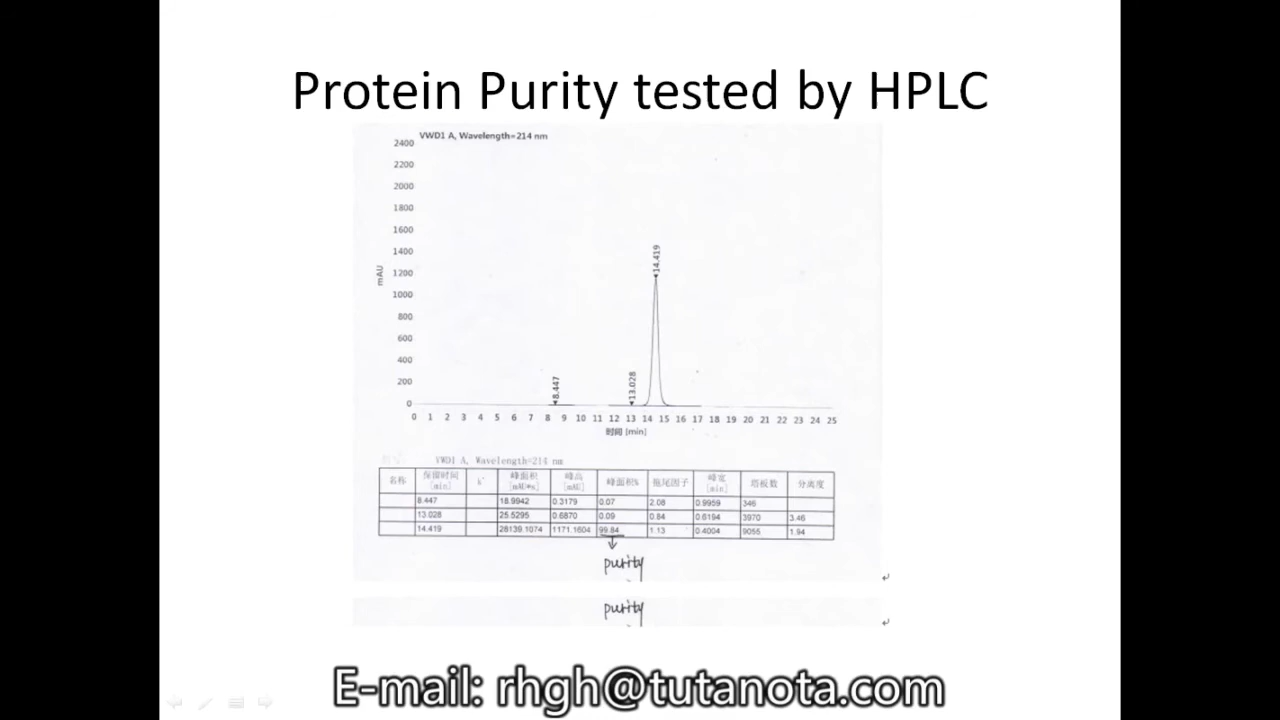 Protein Purity tested by HPLC
VWD1 A, Wavelength=214 nm
2400
2200
2000
1800
1600
1400
1200
1000
800
600
400
200
0
mAU
8.447
13.028
14.419
0 1 2 3 4 5 6 7 8 9 10 11 12 13 14 15 16 17 18 19 20 21 22 23 24 25
时间 [min]
VWD1 A, Wavelength=214 nm
名称 保留时间 [min] k' 峰面积 [mAU*s] 峰高 [mAU] 峰面积% 拖尾因子 峰宽 [min] 塔板数 分离度
8.447 18.9942 0.3179 0.07 2.08 0.9959 346
13.028 25.5295 0.6870 0.09 0.84 0.6194 3970 3.46
14.419 28139.1074 1171.1604 99.84 1.13 0.4004 9055 1.94
purity
purity
E-mail: rhgh@tutanota.com